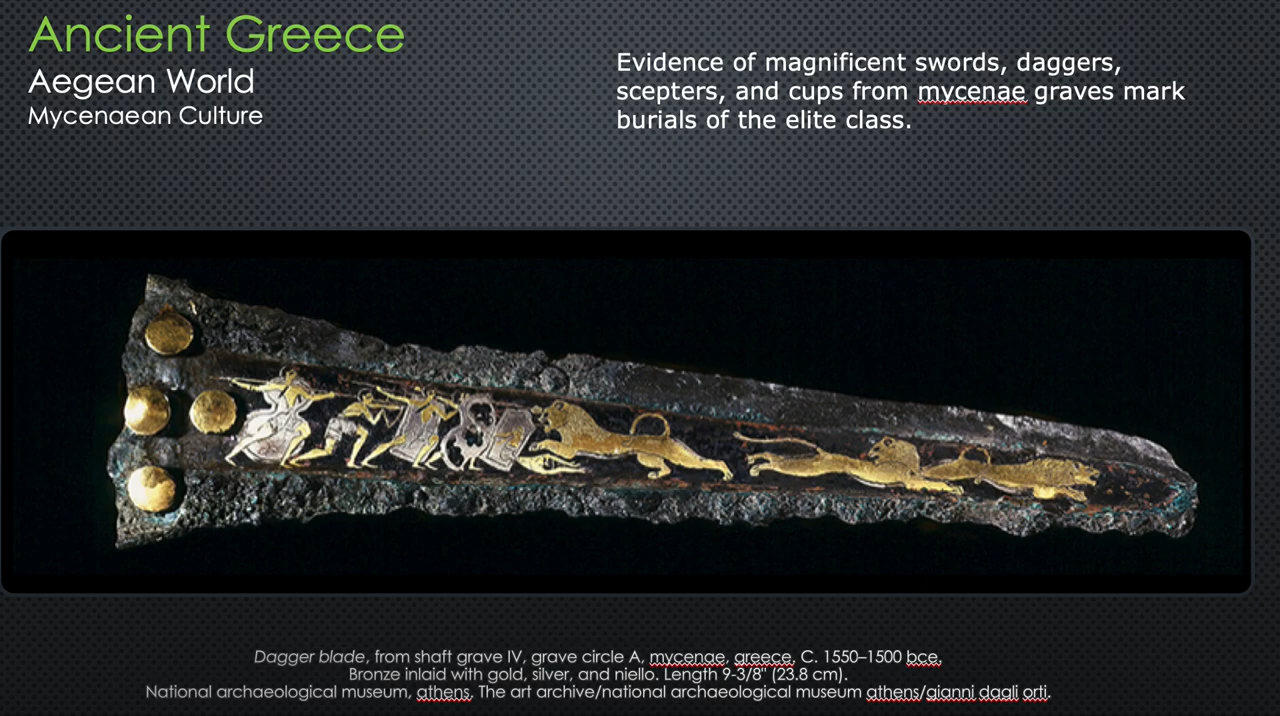 Ancient Greece
Aegean World
Mycenaean Culture
Evidence of magnificent swords, daggers,
scepters, and cups from mycenae graves mark
burials of the elite class.
Dagger blade, from shaft grave IV, grave circle A, mycenae, greece. C. 1550–1500 bce.
Bronze inlaid with gold, silver, and niello. Length 9-3/8" (23.8 cm).
National archaeological museum, athens. The art archive/national archaeological museum athens/gianni dagli orti.